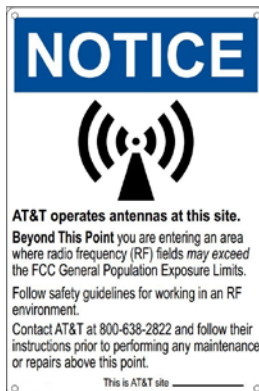 NOTICE
AT&T operates antennas at this site.
Beyond This Point you are entering an area
where radio frequency (RF) fields may exceed
the FCC General Population Exposure Limits.
Follow safety guidelines for working in an RF
environment.
Contact AT&T at 800-638-2822 and follow their
instructions prior to performing any maintenance
or repairs above this point.
This is AT&T site ________